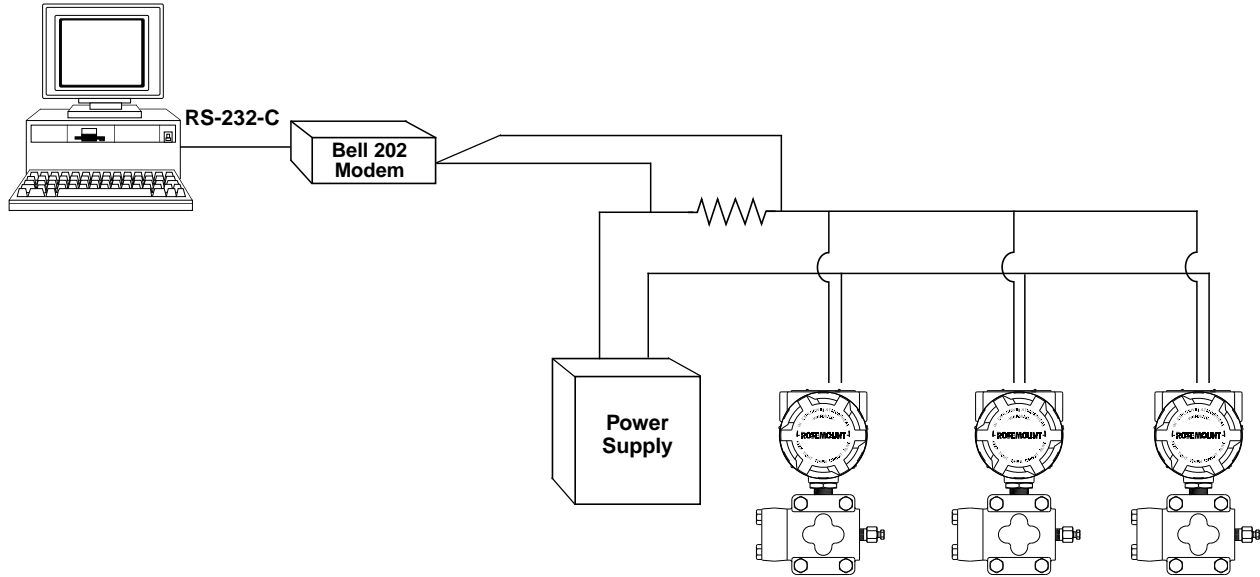 RS-232-C
Bell 202
Modem
Power
Supply
ROSEMOUNT
ROSEMOUNT
ROSEMOUNT